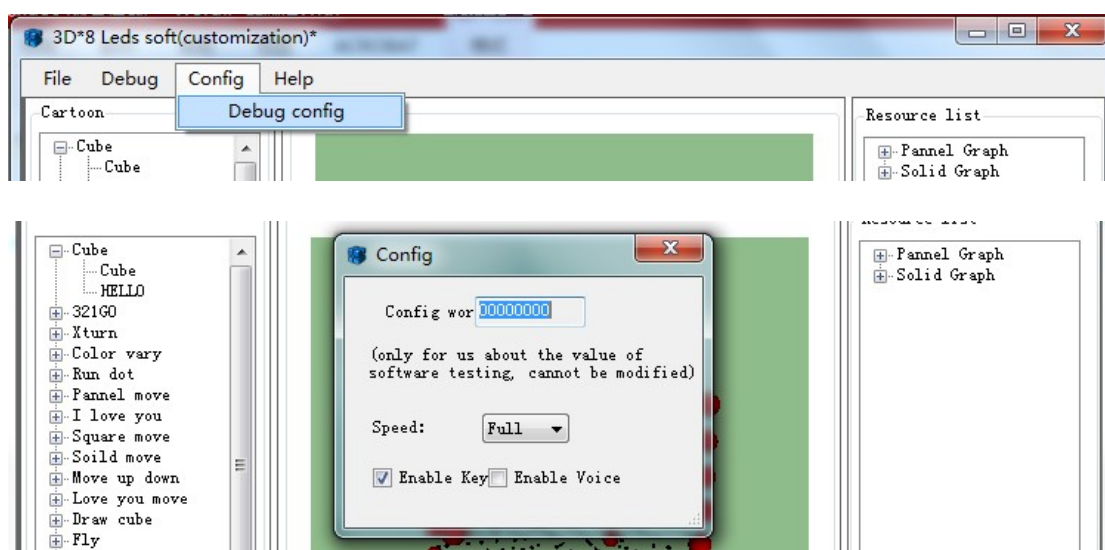 3D*8 Leds soft(customization)*
File Debug Config Help
Debug config
Cartoon
Cube
Cube
Resource list
Pannel Graph
Solid Graph
Cube
Cube
HELLO
321GO
Xturn
Color vary
Run dot
Pannel move
I love you
Square move
Soild move
Move up down
Love you move
Draw cube
Fly
Config
Config wor 00000000
(only for us about the value of
software testing, cannot be modified)
Speed: Full
Enable Key Enable Voice
Pannel Graph
Solid Graph